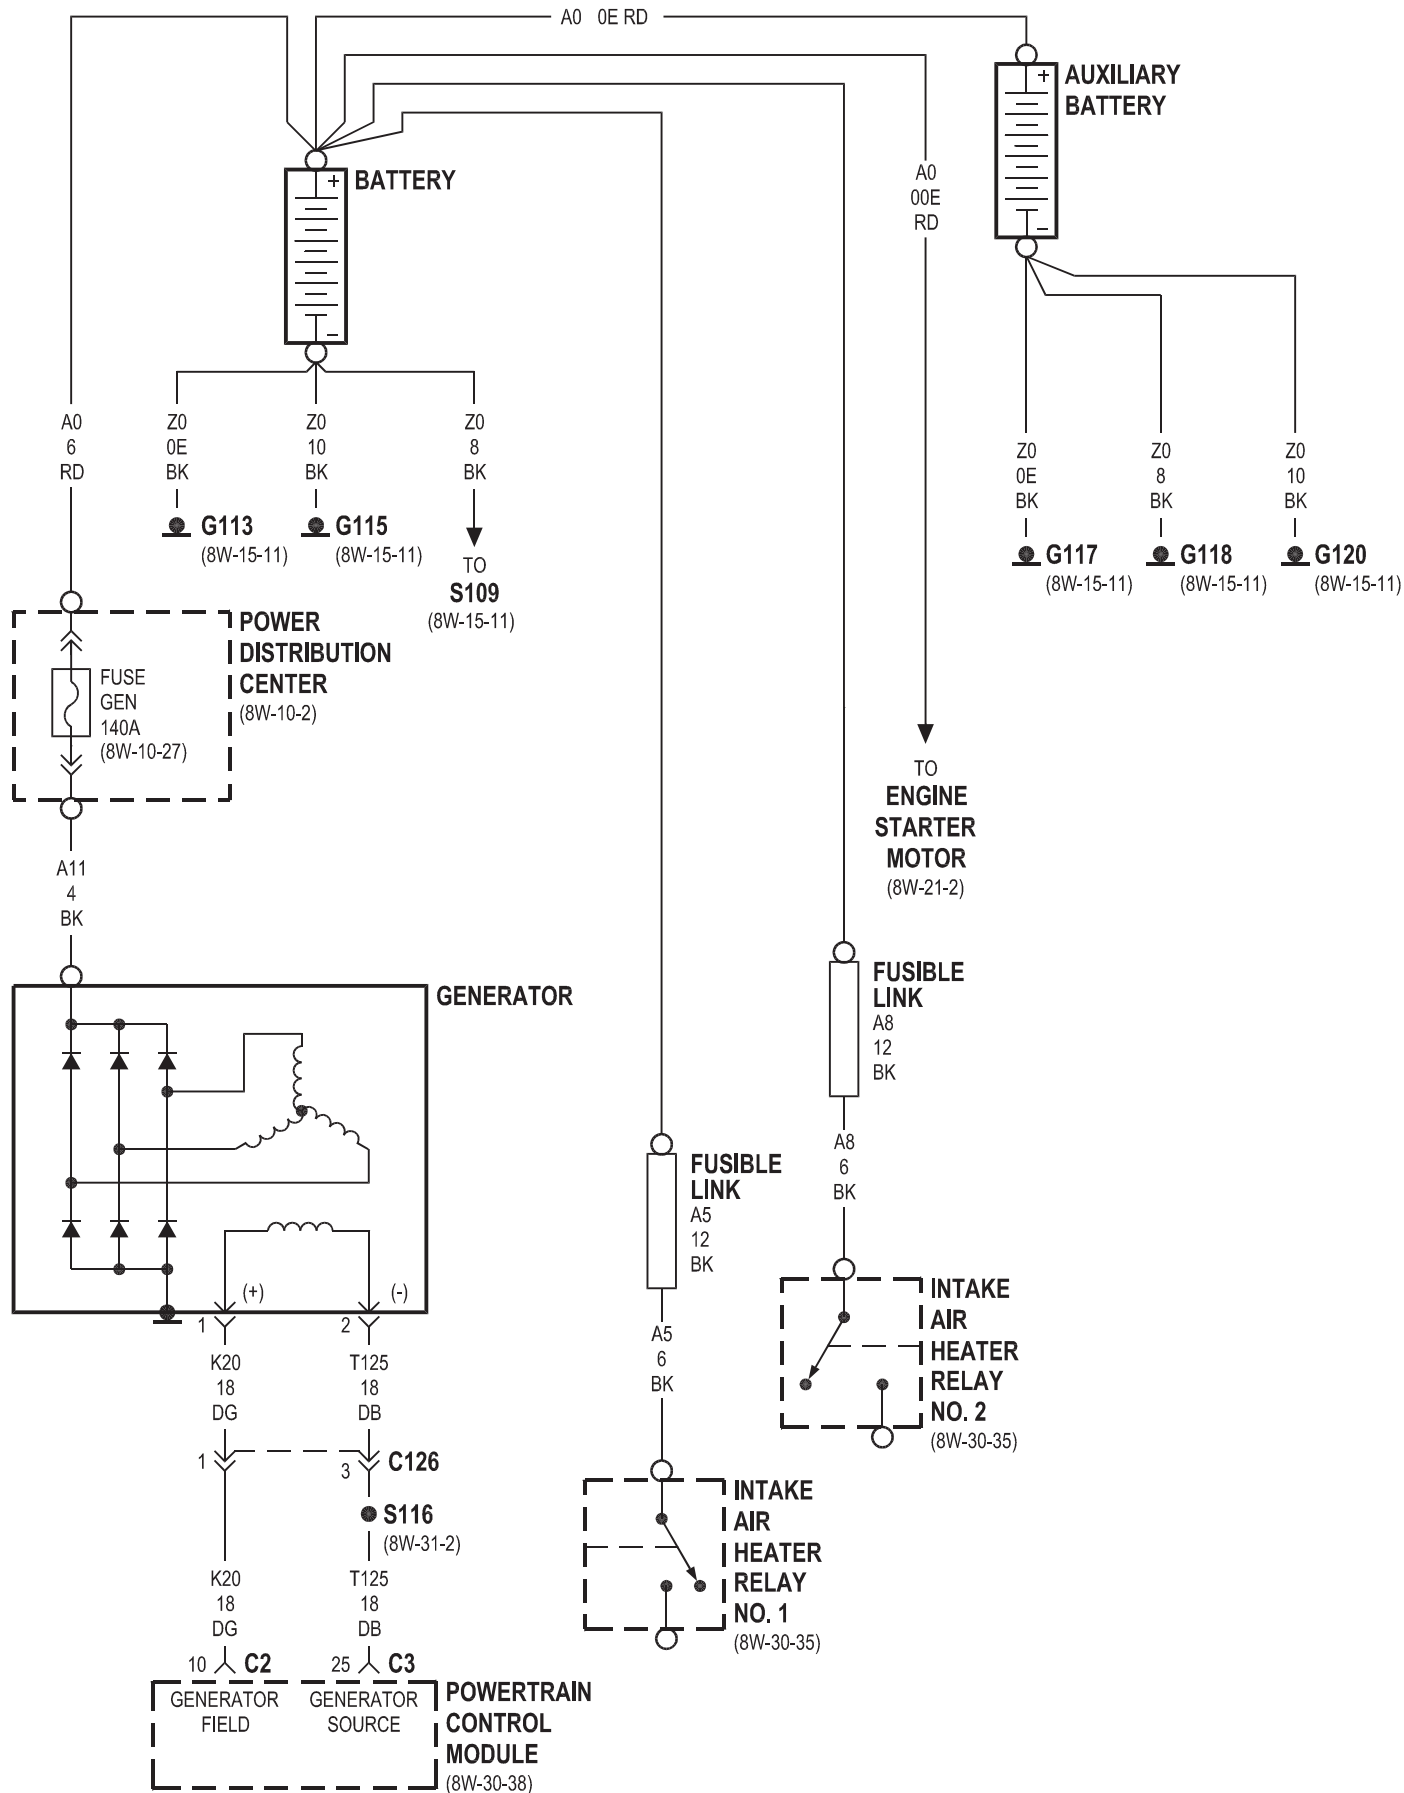 A0 0E RD
AUXILIARY
BATTERY
+
-
BATTERY
+
-
A0
00E
RD
A0
6
RD
Z0
0E
BK
Z0
10
BK
Z0
8
BK
G113
(8W-15-11)
G115
(8W-15-11)
TO
S109
(8W-15-11)
Z0
0E
BK
Z0
8
BK
Z0
10
BK
G117
(8W-15-11)
G118
(8W-15-11)
G120
(8W-15-11)
POWER
DISTRIBUTION
CENTER
(8W-10-2)
FUSE
GEN
140A
(8W-10-27)
TO
ENGINE
STARTER
MOTOR
(8W-21-2)
A11
4
BK
GENERATOR
FUSIBLE
LINK
A8
12
BK
A8
6
BK
FUSIBLE
LINK
A5
12
BK
A5
6
BK
(+)
(-)
1
2
K20
18
DG
T125
18
DB
1
3
C126
S116
(8W-31-2)
K20
18
DG
T125
18
DB
10
C2
25
C3
GENERATOR
FIELD
GENERATOR
SOURCE
POWERTRAIN
CONTROL
MODULE
(8W-30-38)
INTAKE
AIR
HEATER
RELAY
NO. 2
(8W-30-35)
INTAKE
AIR
HEATER
RELAY
NO. 1
(8W-30-35)